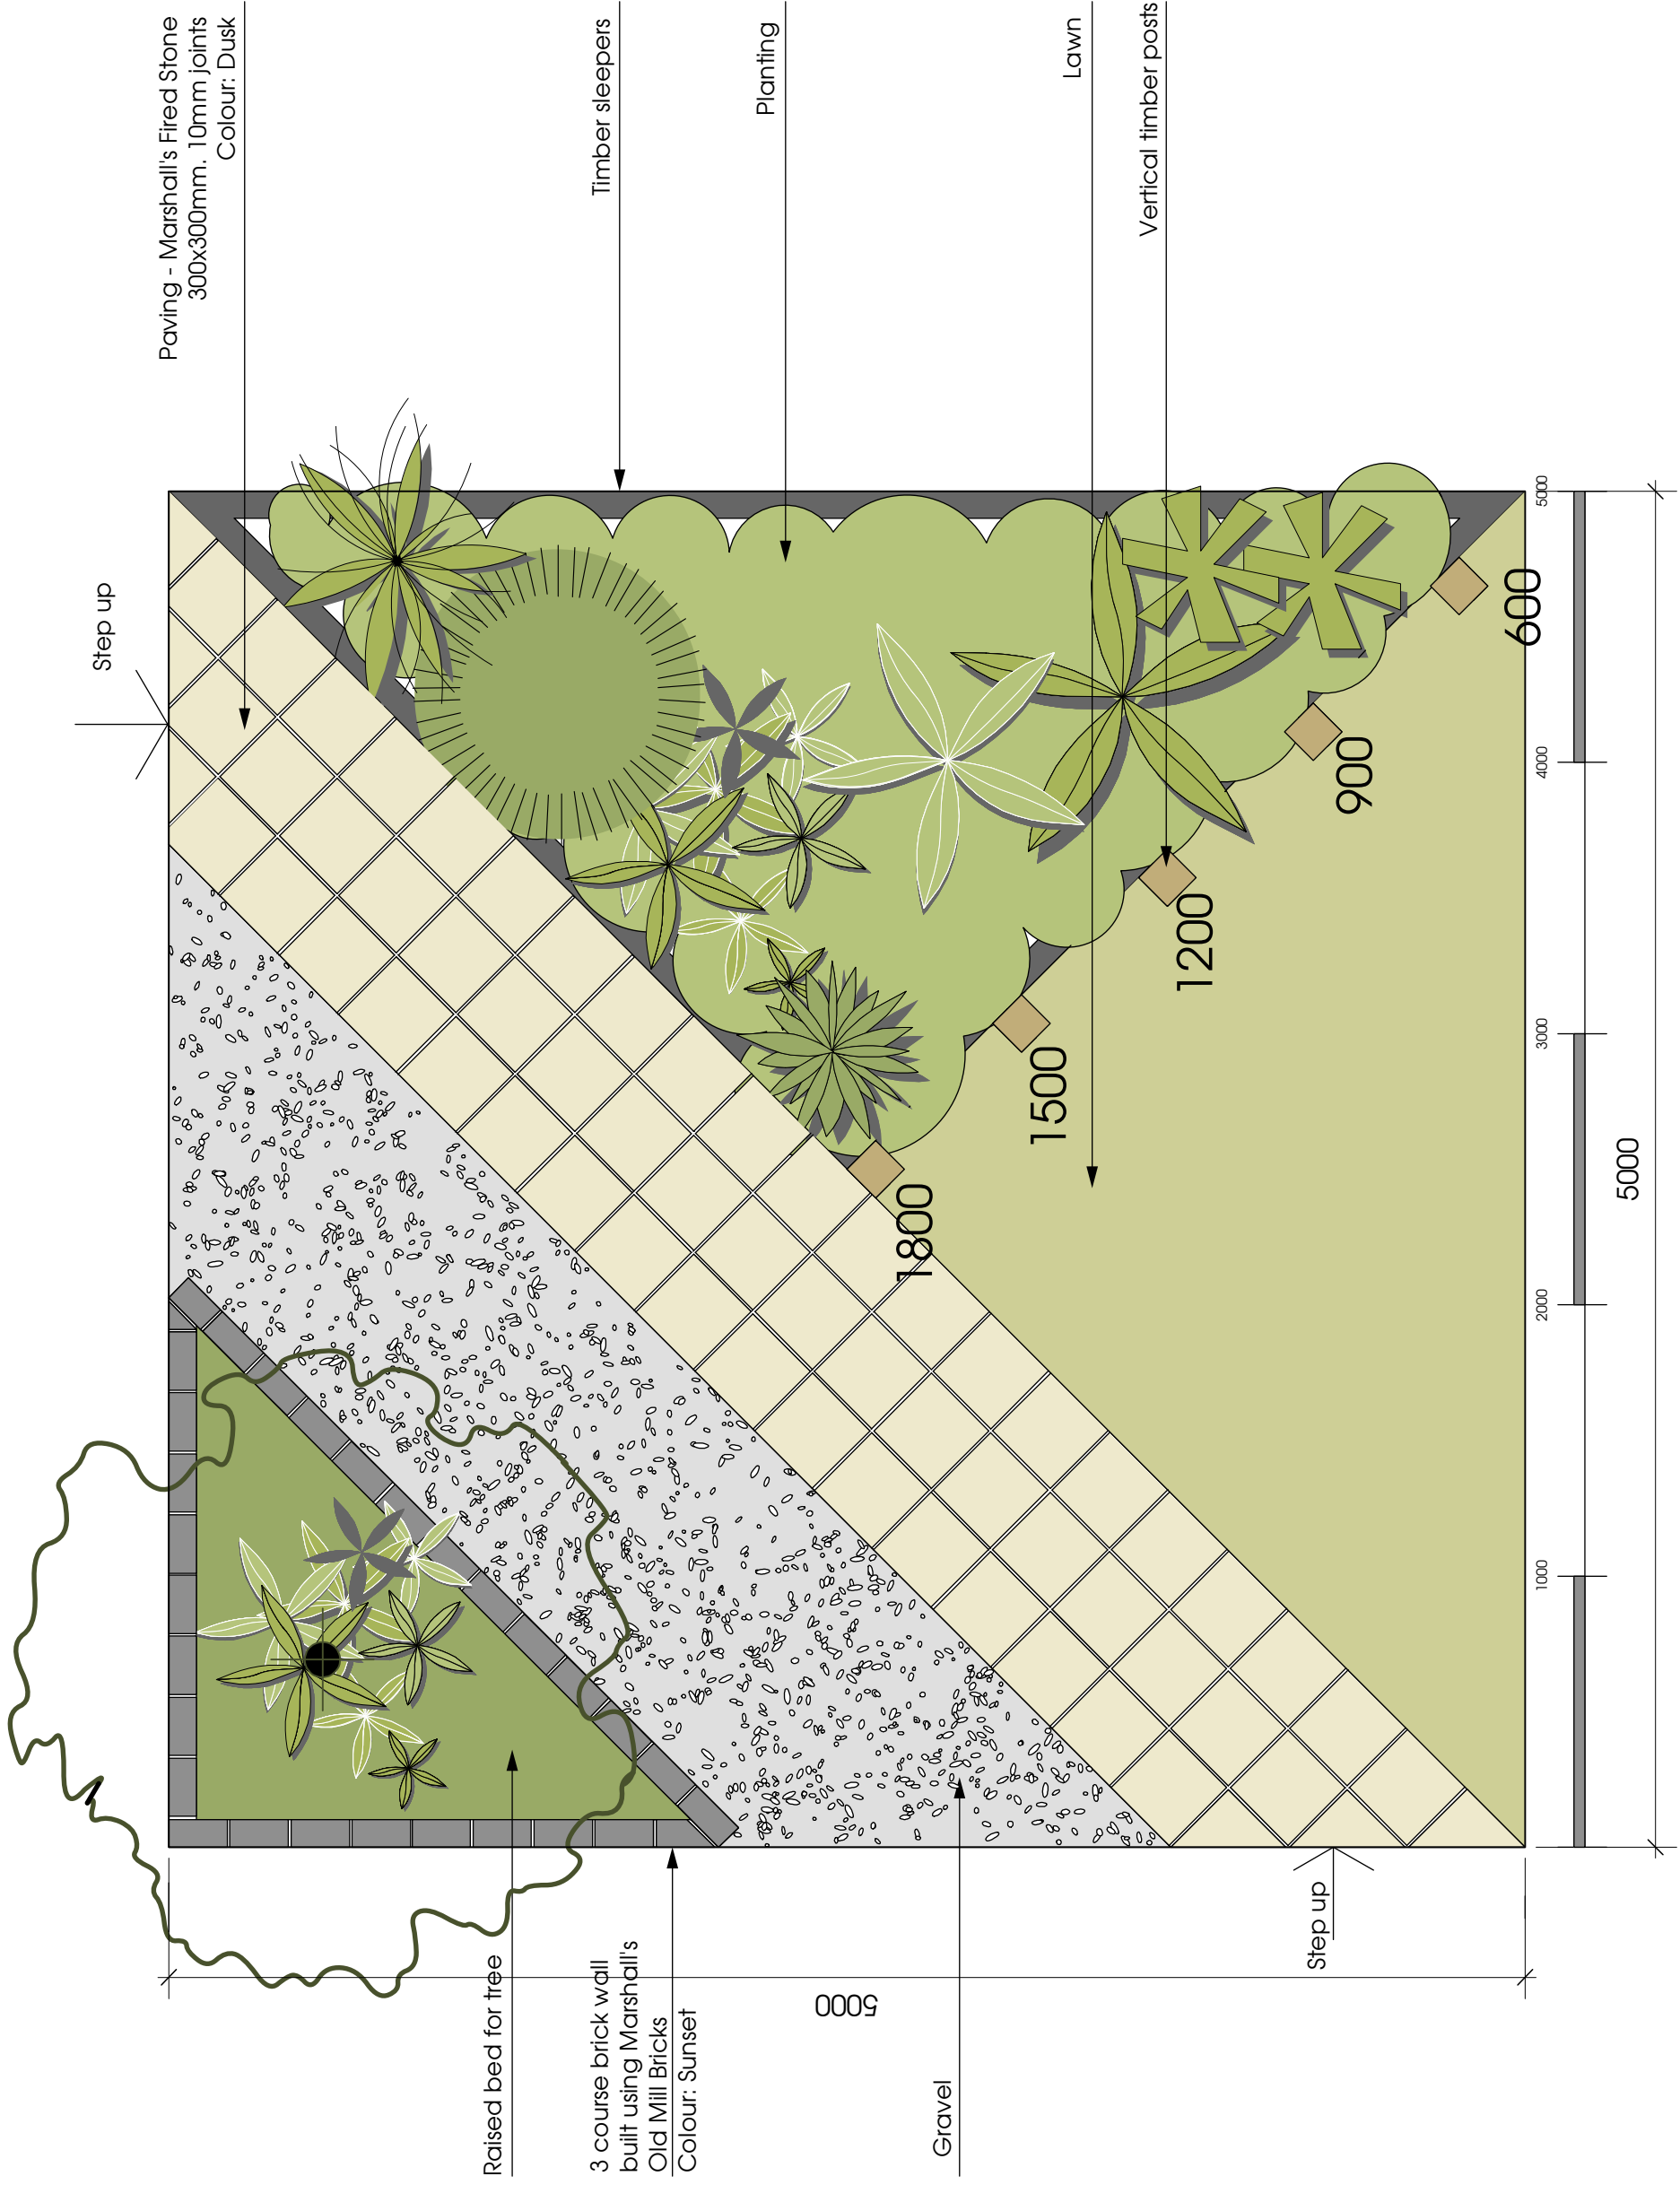 Paving - Marshall's Fired Stone
300x300mm. 10mm joints
Colour: Dusk
Timber sleepers
Planting
Lawn
Vertical timber posts
Step up
600
900
1200
1500
1800
5000
4000
3000
2000
1000
5000
5000
Step up
Raised bed for tree
3 course brick wall
built using Marshall's
Old Mill Bricks
Colour: Sunset
Gravel